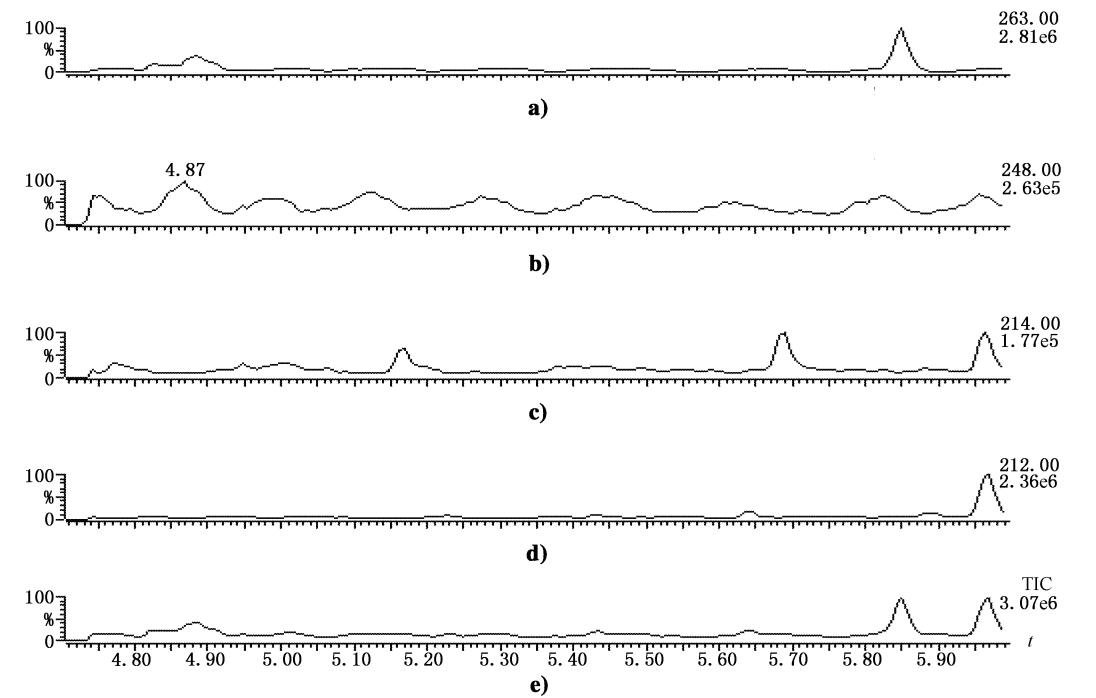 100 263.00
% 2.81e6
0
a)
4.87
100 248.00
% 2.63e5
0
b)
100 214.00
% 1.77e5
0
c)
100 212.00
% 2.36e6
0
d)
TIC
100 3.07e6
%
0 t
4.80 4.90 5.00 5.10 5.20 5.30 5.40 5.50 5.60 5.70 5.80 5.90
e)